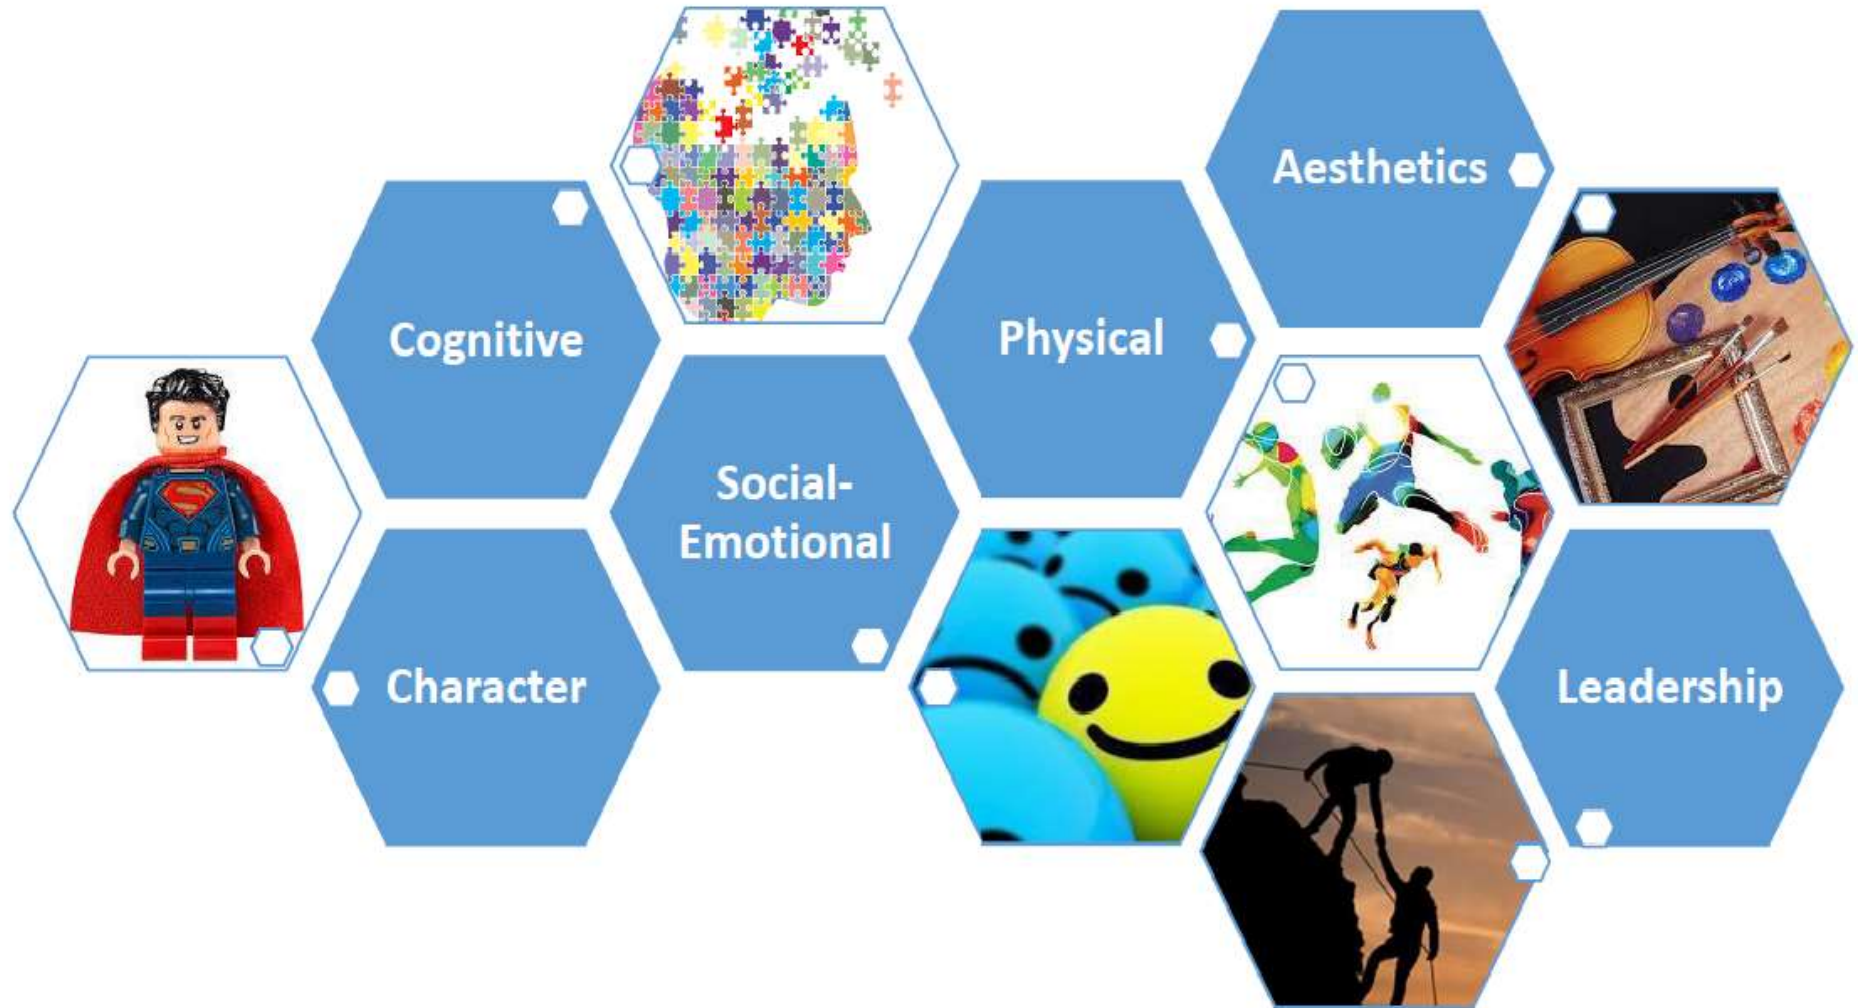 Aesthetics
Cognitive
Physical
Social-
Emotional
Character
Leadership